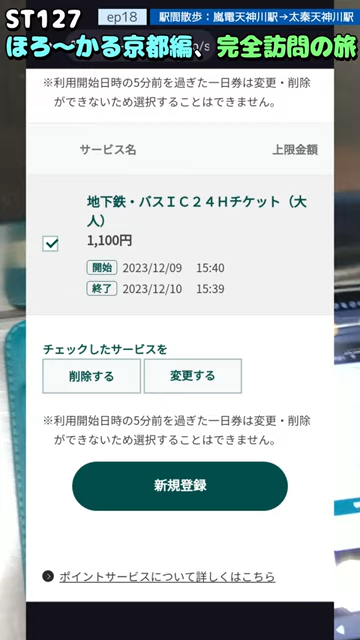 ST127
ep18
駅間散歩：嵐電天神川駅→太秦天神川駅
ほろ〜かる京都編、完全訪問の旅
※利用開始日時の5分前を過ぎた一日券は変更・削除
ができないため選択することはできません。
サービス名
上限金額
地下鉄・バスＩＣ２４Ｈチケット（大
人）
1,100円
開始 2023/12/09 15:40
終了 2023/12/10 15:39
チェックしたサービスを
削除する
変更する
※利用開始日時の5分前を過ぎた一日券は変更・削除
ができないため選択することはできません。
新規登録
ポイントサービスについて詳しくはこちら